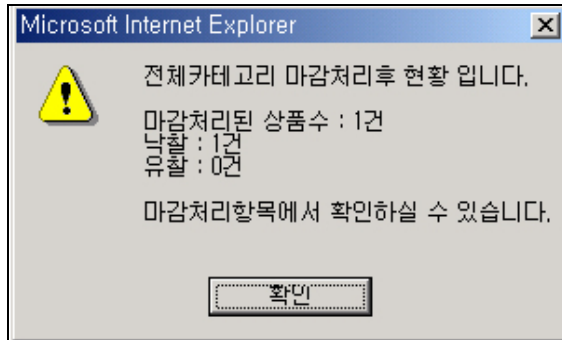 Microsoft Internet Explorer
전체카테고리 마감처리후 현황 입니다.
마감처리된 상품수 : 1건
낙찰 : 1건
유찰 : 0건
마감처리항목에서 확인하실 수 있습니다.
확인